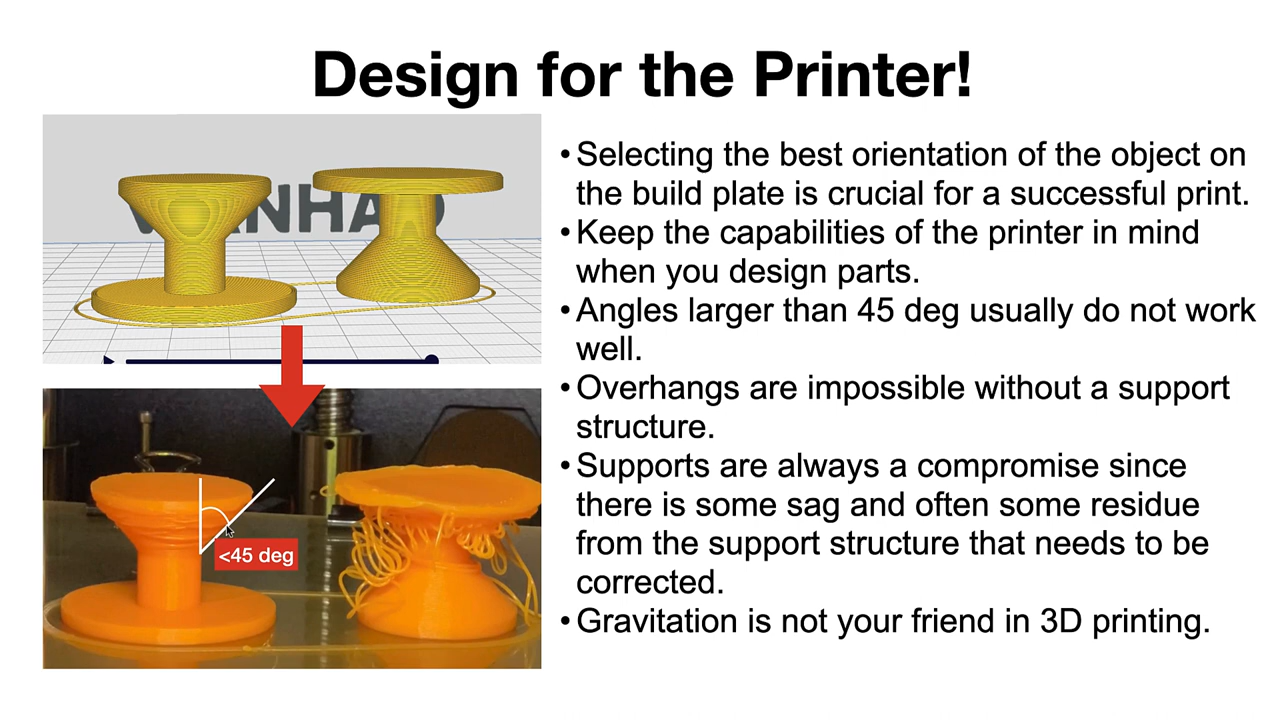 Design for the Printer!
• Selecting the best orientation of the object on
the build plate is crucial for a successful print.
• Keep the capabilities of the printer in mind
when you design parts.
• Angles larger than 45 deg usually do not work
well.
• Overhangs are impossible without a support
structure.
• Supports are always a compromise since
there is some sag and often some residue
from the support structure that needs to be
corrected.
• Gravitation is not your friend in 3D printing.
<45 deg